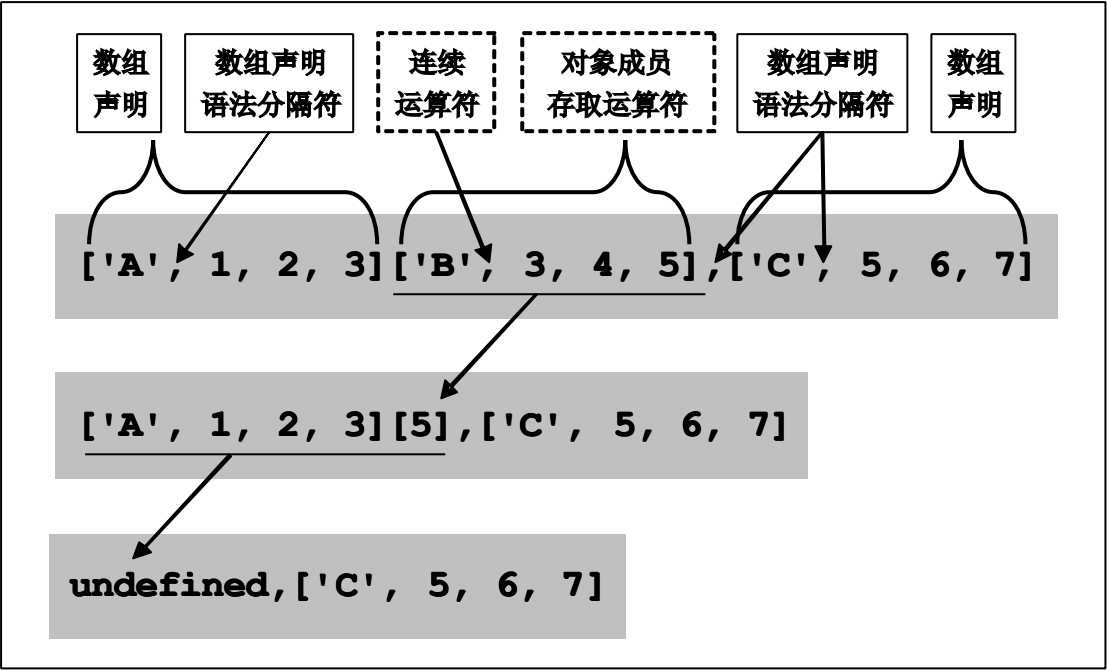 数组
声明
数组声明
语法分隔符
连续
运算符
对象成员
存取运算符
数组声明
语法分隔符
数组
声明
['A', 1, 2, 3]['B', 3, 4, 5],['C', 5, 6, 7]
['A', 1, 2, 3][5],['C', 5, 6, 7]
undefined,['C', 5, 6, 7]